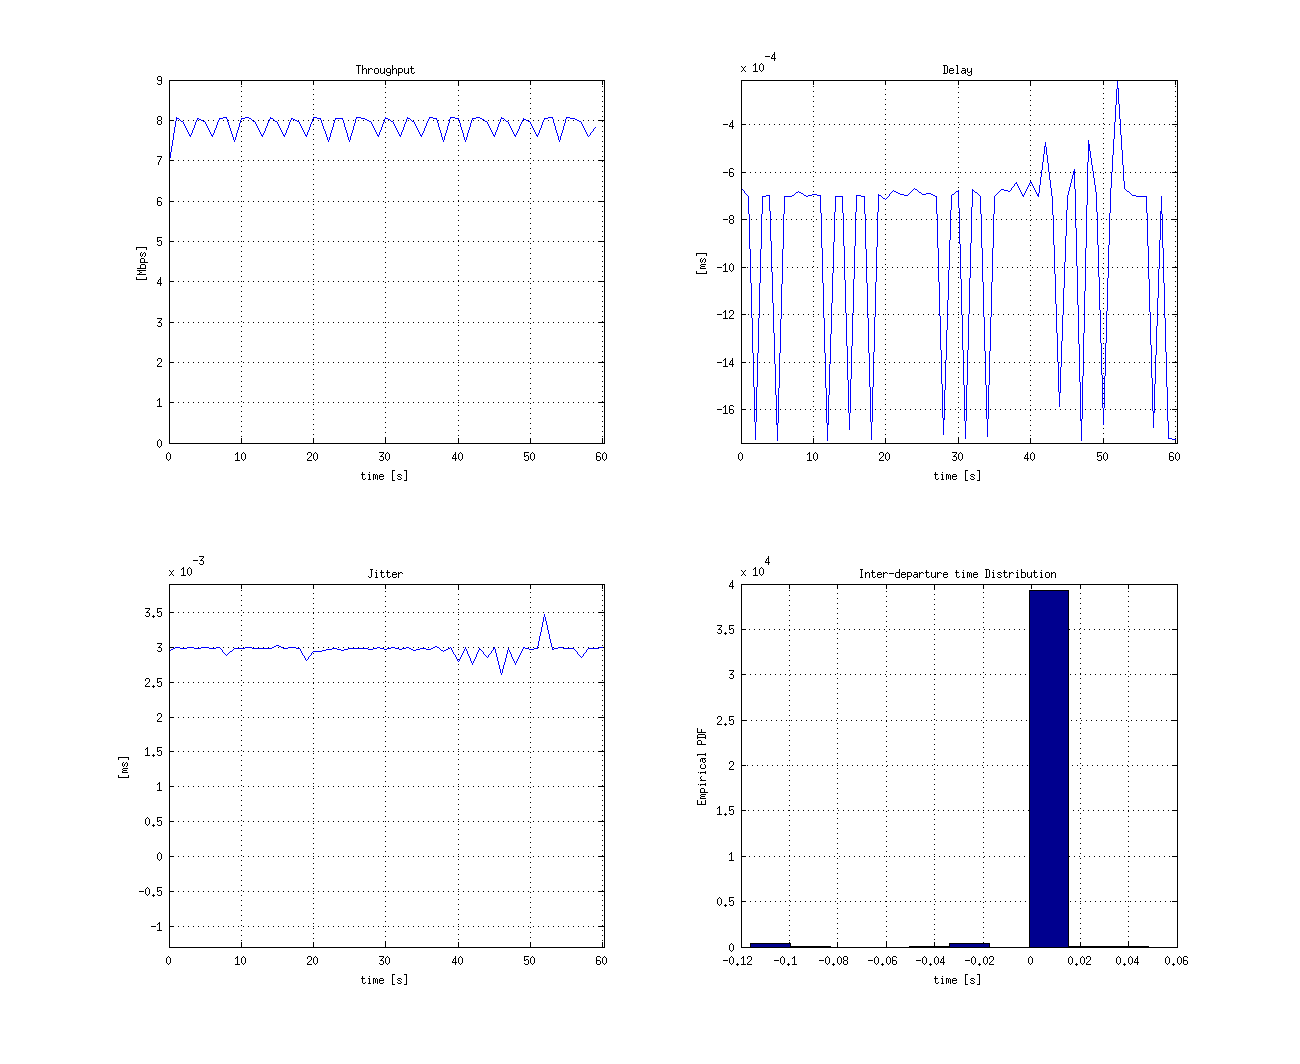 Throughput
9
8
7
6
5
4
3
2
1
0
[Mbps]
0 10 20 30 40 50 60
time [s]
x 10^-4
Delay
-4
-6
-8
-10
-12
-14
-16
[ms]
0 10 20 30 40 50 60
time [s]
x 10^-3
Jitter
3.5
3
2.5
2
1.5
1
0.5
0
-0.5
-1
[ms]
0 10 20 30 40 50 60
time [s]
x 10^4
Inter-departure time Distribution
4
3.5
3
2.5
2
1.5
1
0.5
0
Empirical PDF
-0.12 -0.1 -0.08 -0.06 -0.04 -0.02 0 0.02 0.04 0.06
time [s]